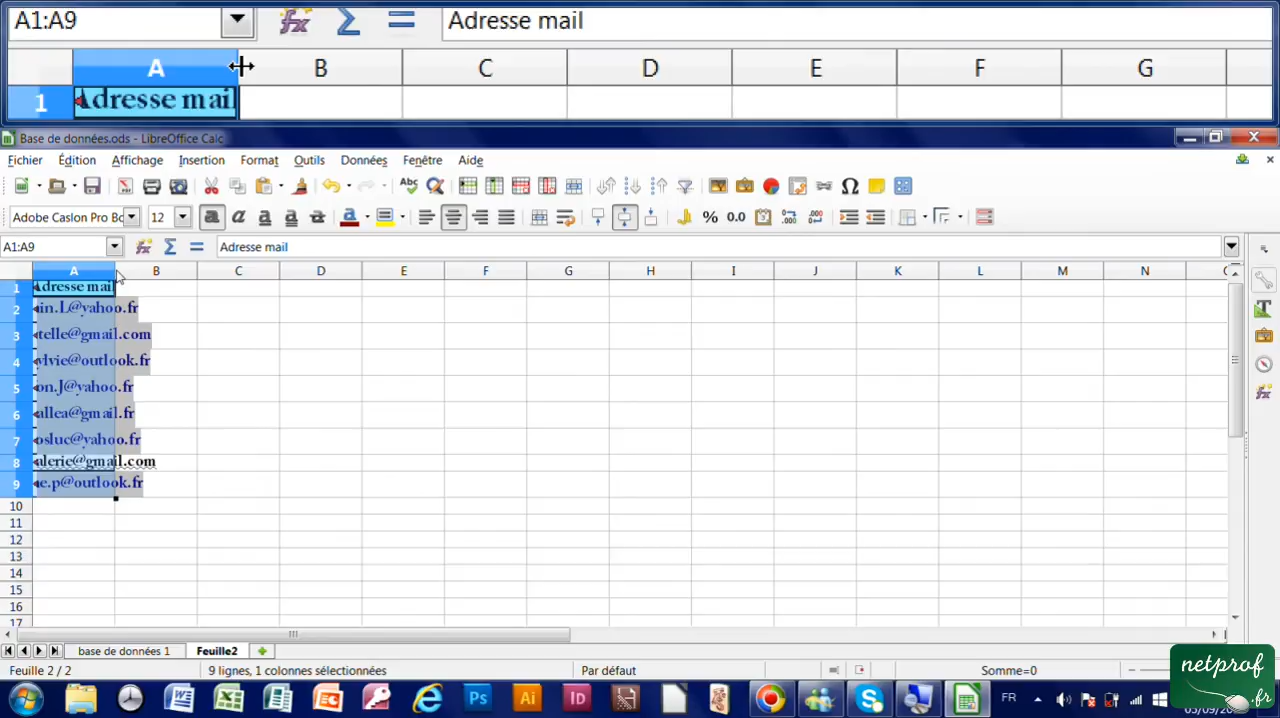 A1:A9 Adresse mail
A B C D E F G
1 Adresse mail
Base de données.ods - LibreOffice Calc
Fichier Édition Affichage Insertion Format Outils Données Fenêtre Aide
Adobe Caslon Pro Bc 12
A1:A9 Adresse mail
A B C D E F G H I J K L M N
1 Adresse mail
2 in.L@yahoo.fr
3 telle@gmail.com
4 ylvie@outlook.fr
5 on.J@yahoo.fr
6 allea@gmail.fr
7 osluc@yahoo.fr
8 alerie@gmail.com
9 e.p@outlook.fr
10
11
12
13
14
15
16
17
base de données 1 Feuille2
Feuille 2 / 2 9 lignes, 1 colonnes sélectionnées Par défaut Somme=0
netprof
.fr
FR